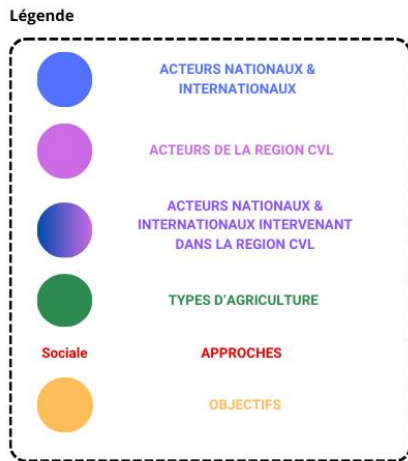 Légende
ACTEURS NATIONAUX &
INTERNATIONAUX
ACTEURS DE LA REGION CVL
ACTEURS NATIONAUX &
INTERNATIONAUX INTERVENANT
DANS LA REGION CVL
TYPES D'AGRICULTURE
Sociale APPROCHES
OBJECTIFS